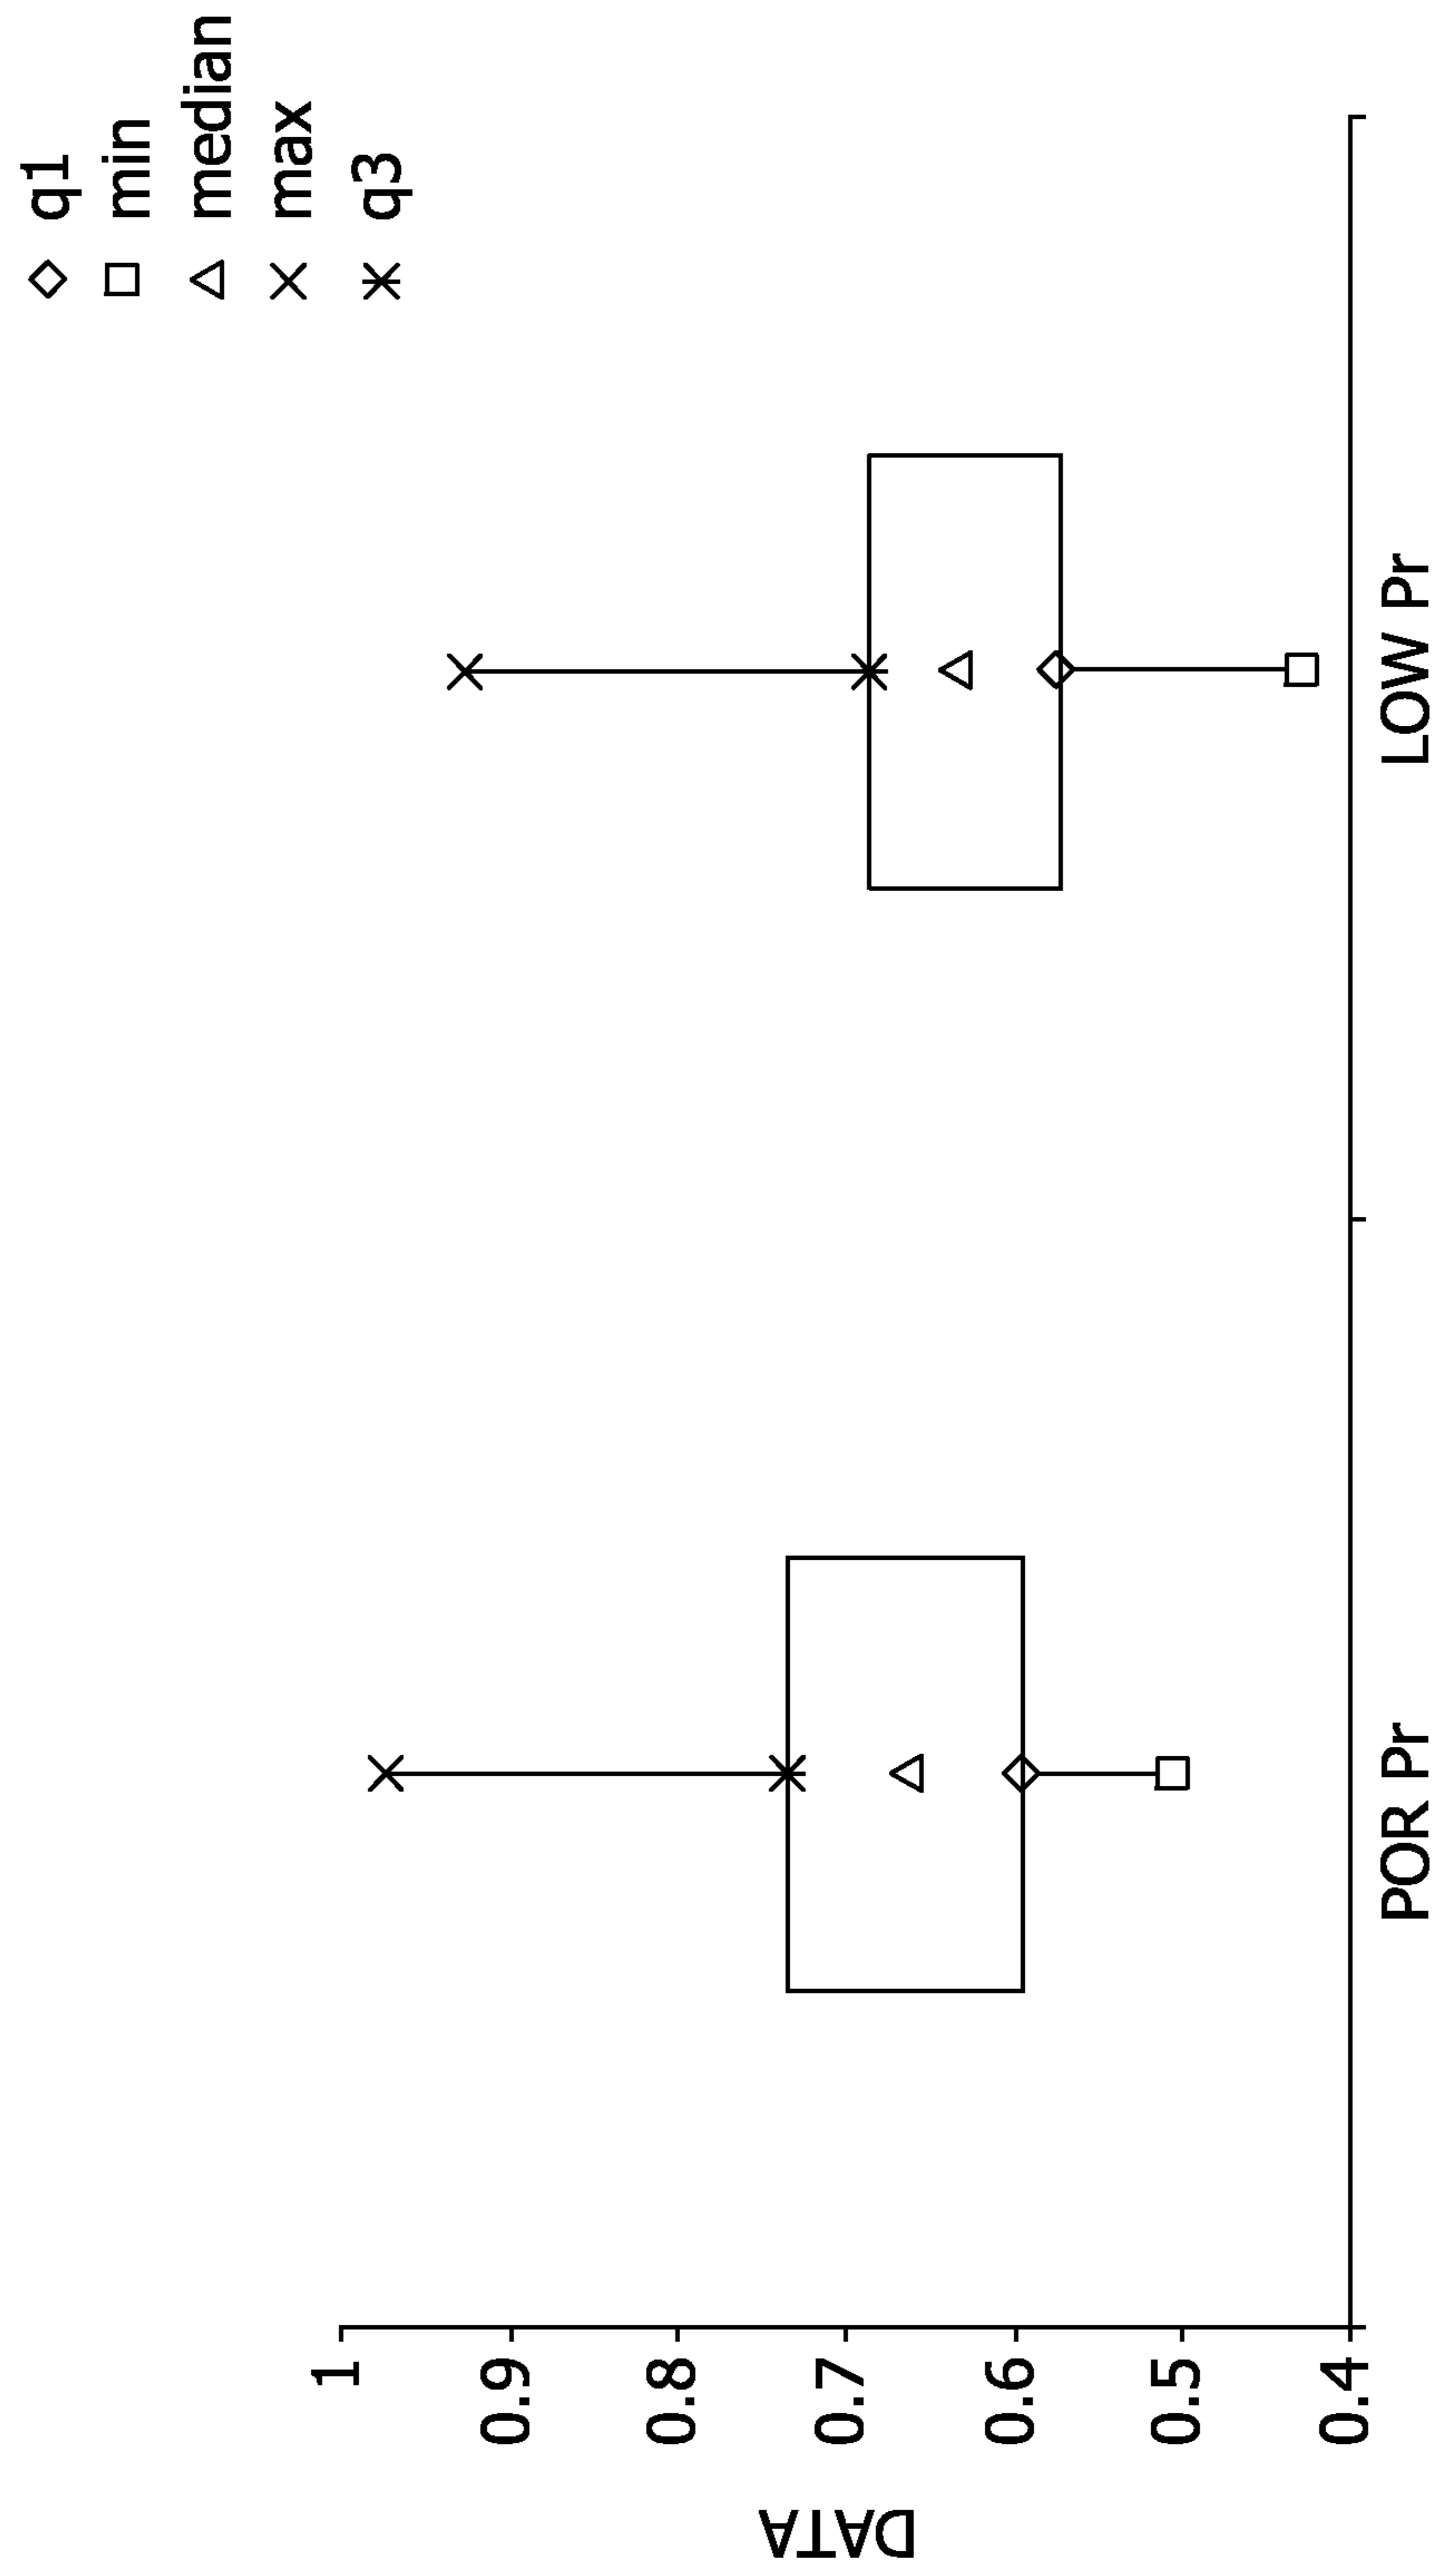 q1
min
median
max
q3
1
0.9
0.8
0.7
0.6
0.5
0.4
DATA
POR Pr
LOW Pr